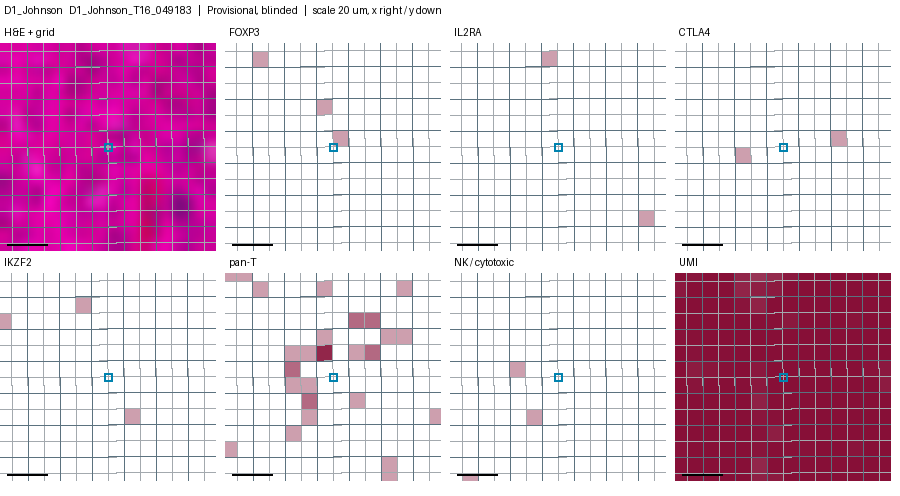 D1_Johnson D1_Johnson_T16_049183 | Provisional, blinded | scale 20 um, x right / y down
H&E + grid FOXP3 IL2RA CTLA4
IKZF2 pan-T NK / cytotoxic UMI